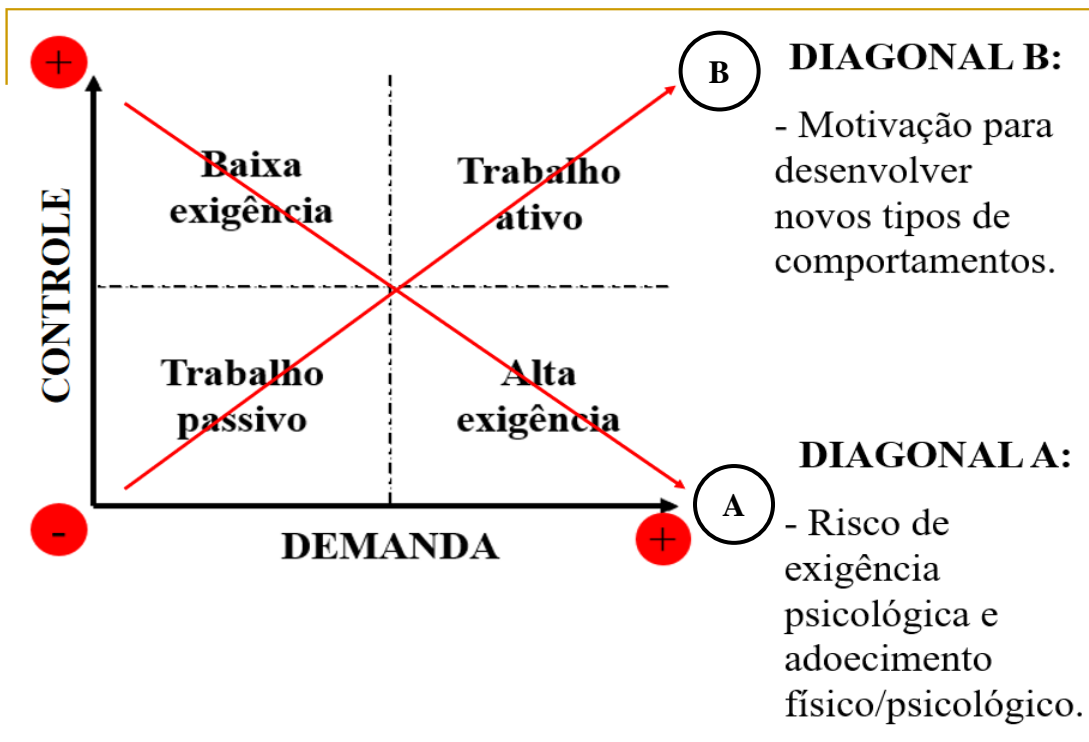 +
B
DIAGONAL B:
- Motivação para
desenvolver
novos tipos de
comportamentos.
CONTROLE
Baixa
exigência
Trabalho
ativo
Trabalho
passivo
Alta
exigência
-
DEMANDA
+
A
DIAGONAL A:
- Risco de
exigência
psicológica e
adoecimento
físico/psicológico.